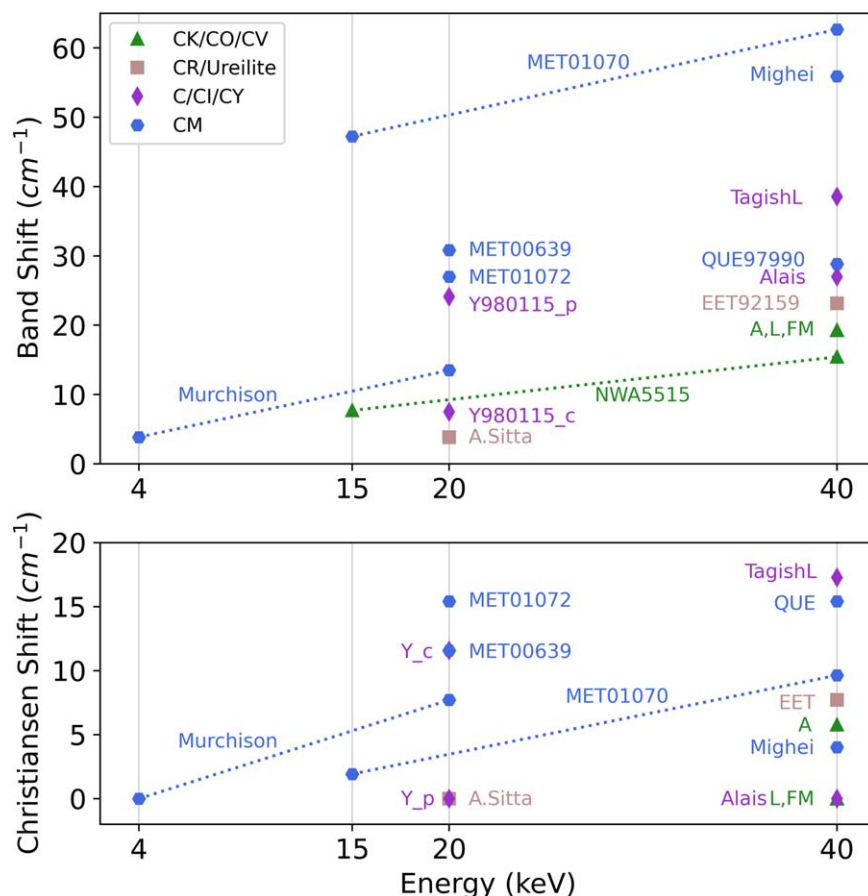 CK/CO/CV
CR/Ureilite
C/CI/CY
CM
Band Shift (cm⁻¹)
60
50
40
30
20
10
0
MET01070
Mighei
TagishL
MET00639
MET01072
QUE97990
Alais
Y980115_p
EET92159
A,L,FM
Murchison
NWA5515
Y980115_c
A.Sitta
4
15
20
40
Christiansen Shift (cm⁻¹)
20
15
10
5
0
TagishL
MET01072
QUE
Y_c
MET00639
MET01070
EET
A
Murchison
Mighei
Y_p
A.Sitta
Alais
L,FM
4
15
20
40
Energy (keV)